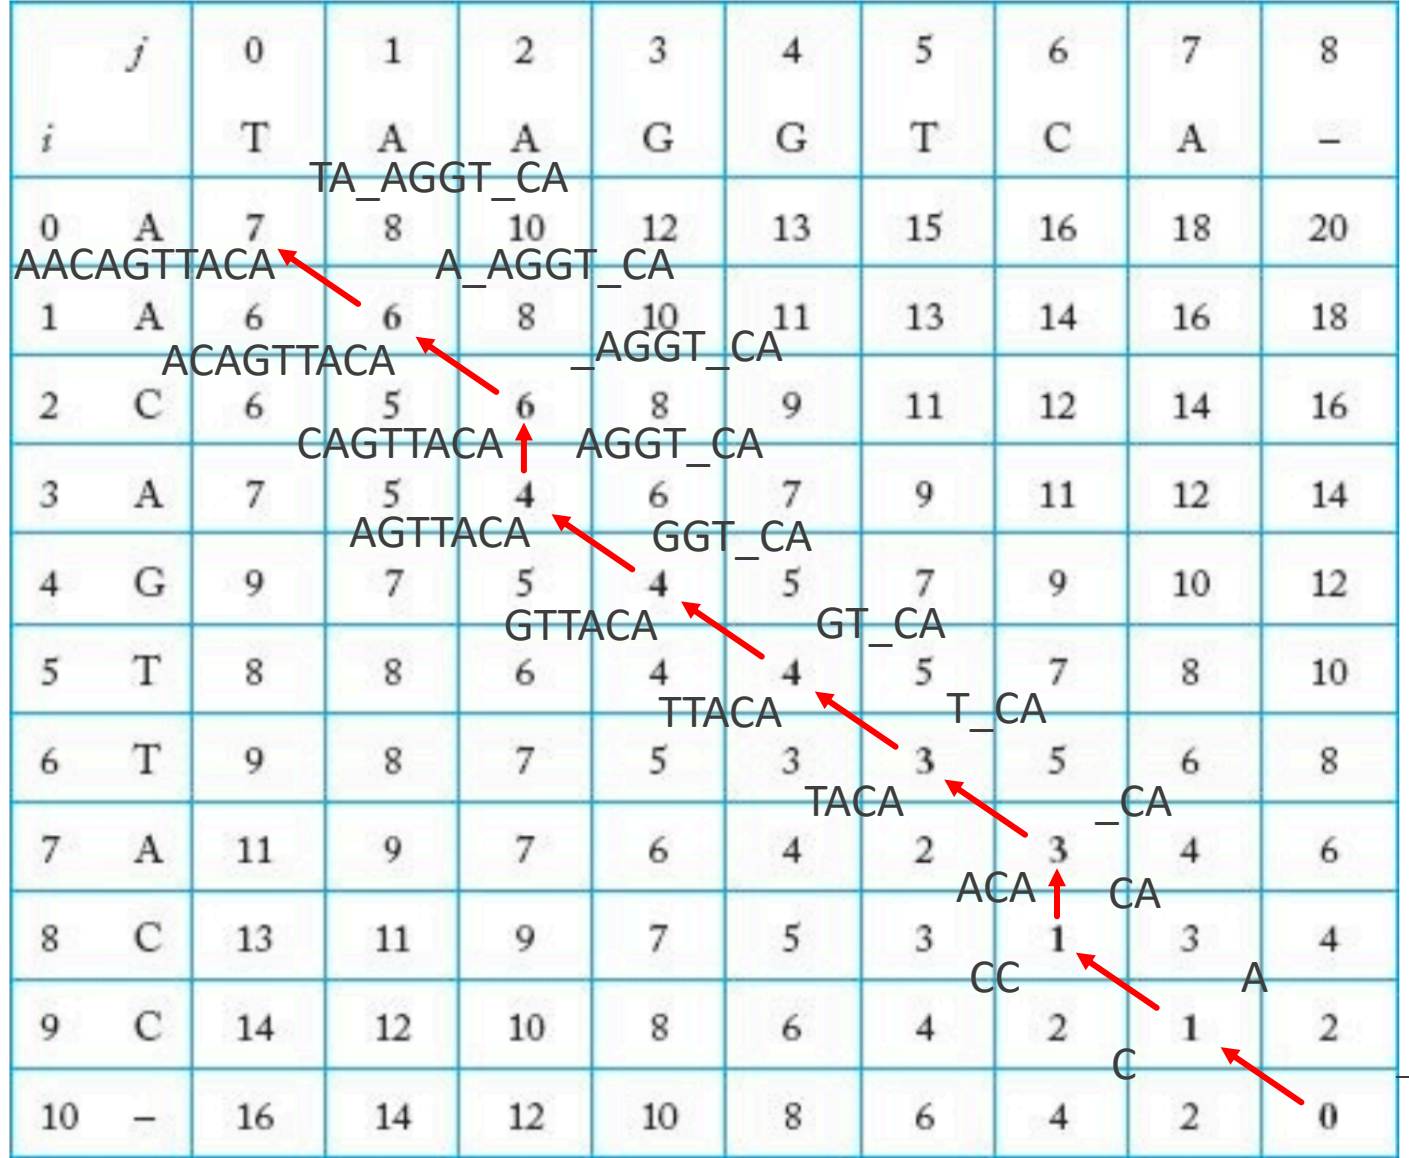 j 0 1 2 3 4 5 6 7 8
i T A A G G T C A –
TA_AGGT_CA
0 A 7 8 10 12 13 15 16 18 20
AACAGTTACA A_AGGT_CA
1 A 6 6 8 10 11 13 14 16 18
ACAGTTACA _AGGT_CA
2 C 6 5 6 8 9 11 12 14 16
CAGTTACA AGGT_CA
3 A 7 5 4 6 7 9 11 12 14
AGTTACA GGT_CA
4 G 9 7 5 4 5 7 9 10 12
GTTACA GT_CA
5 T 8 8 6 4 4 5 7 8 10
TTACA T_CA
6 T 9 8 7 5 3 3 5 6 8
TACA _CA
7 A 11 9 7 6 4 2 3 4 6
ACA CA
8 C 13 11 9 7 5 3 1 3 4
CC A
9 C 14 12 10 8 6 4 2 1 2
C _
10 – 16 14 12 10 8 6 4 2 0